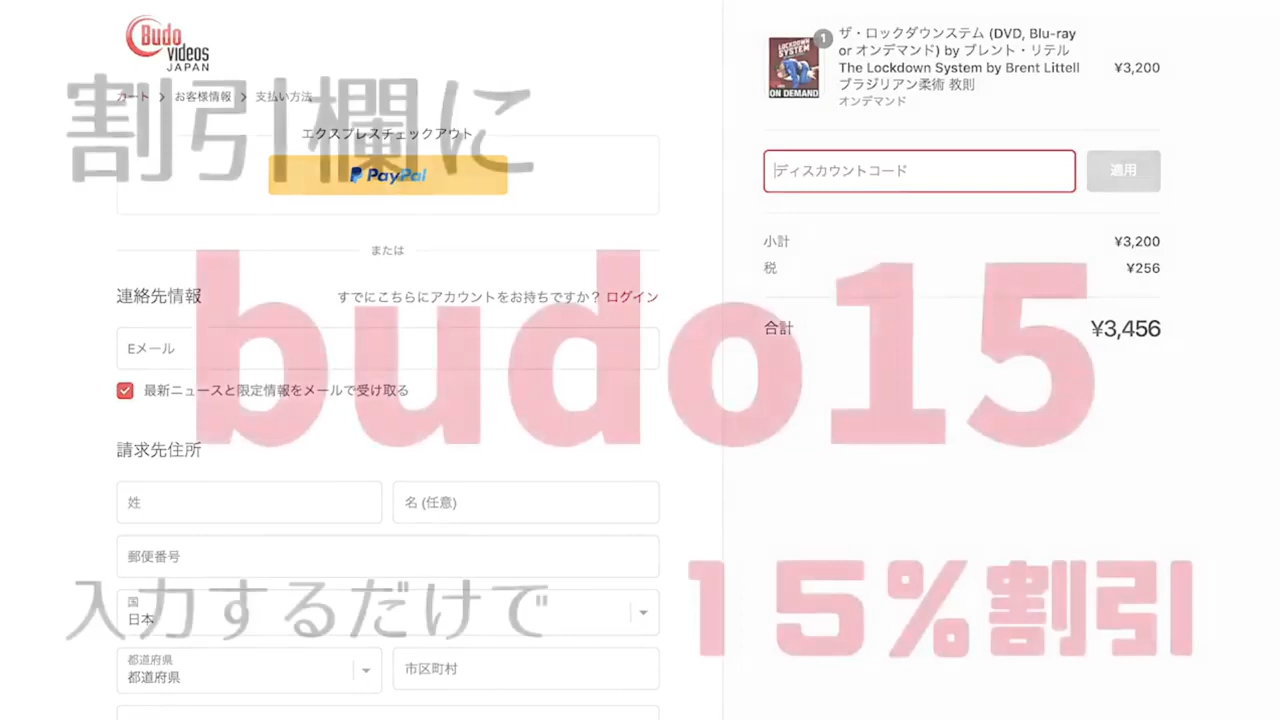 Budo
videos
JAPAN
カート > お客様情報 > 支払い方法
エクスプレスチェックアウト
PayPal
または
連絡先情報
すでにこちらにアカウントをお持ちですか？ログイン
Eメール
最新ニュースと限定情報をメールで受け取る
請求先住所
姓
名 (任意)
郵便番号
国
日本
都道府県
都道府県
市区町村
LOCKDOWN
SYSTEM
ON DEMAND
1
ザ・ロックダウンステム (DVD, Blu-ray
or オンデマンド) by ブレント・リテル
The Lockdown System by Brent Littell
ブラジリアン柔術 教則
オンデマンド
¥3,200
ディスカウントコード
適用
小計 ¥3,200
税 ¥256
合計 ¥3,456
割引欄に
budo15
入力するだけで
15%割引